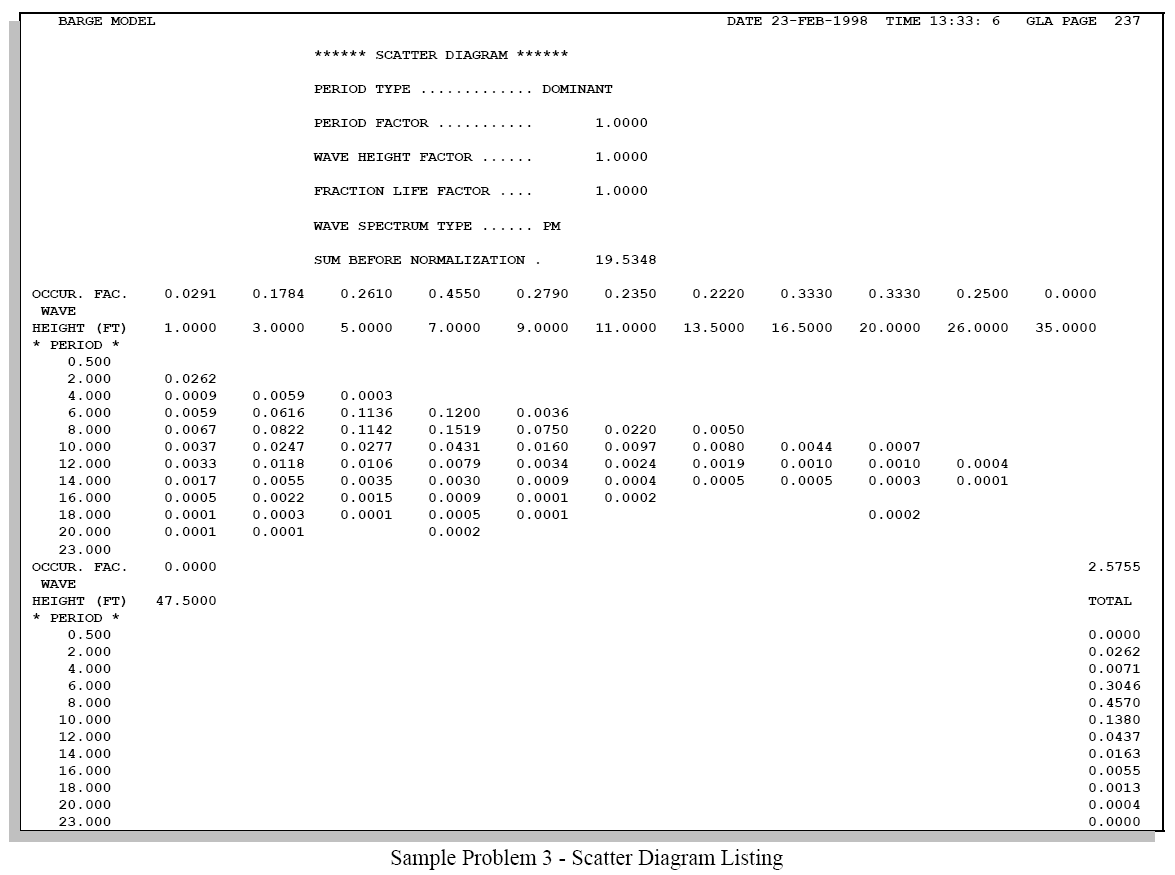 BARGE MODEL DATE 23-FEB-1998 TIME 13:33: 6 GLA PAGE 237
****** SCATTER DIAGRAM ******
PERIOD TYPE ............. DOMINANT
PERIOD FACTOR ........... 1.0000
WAVE HEIGHT FACTOR ...... 1.0000
FRACTION LIFE FACTOR .... 1.0000
WAVE SPECTRUM TYPE ...... PM
SUM BEFORE NORMALIZATION . 19.5348
OCCUR. FAC. 0.0291 0.1784 0.2610 0.4550 0.2790 0.2350 0.2220 0.3330 0.3330 0.2500 0.0000
WAVE
HEIGHT (FT) 1.0000 3.0000 5.0000 7.0000 9.0000 11.0000 13.5000 16.5000 20.0000 26.0000 35.0000
* PERIOD *
0.500
2.000 0.0262
4.000 0.0009 0.0059 0.0003
6.000 0.0059 0.0616 0.1136 0.1200 0.0036
8.000 0.0067 0.0822 0.1142 0.1519 0.0750 0.0220 0.0050
10.000 0.0037 0.0247 0.0277 0.0431 0.0160 0.0097 0.0080 0.0044 0.0007
12.000 0.0033 0.0118 0.0106 0.0079 0.0034 0.0024 0.0019 0.0010 0.0010 0.0004
14.000 0.0017 0.0055 0.0035 0.0030 0.0009 0.0004 0.0005 0.0005 0.0003 0.0001
16.000 0.0005 0.0022 0.0015 0.0009 0.0001 0.0002
18.000 0.0001 0.0003 0.0001 0.0005 0.0001 0.0002
20.000 0.0001 0.0001 0.0002
23.000
OCCUR. FAC. 0.0000 2.5755
WAVE
HEIGHT (FT) 47.5000 TOTAL
* PERIOD *
0.500 0.0000
2.000 0.0262
4.000 0.0071
6.000 0.3046
8.000 0.4570
10.000 0.1380
12.000 0.0437
14.000 0.0163
16.000 0.0055
18.000 0.0013
20.000 0.0004
23.000 0.0000
Sample Problem 3 - Scatter Diagram Listing